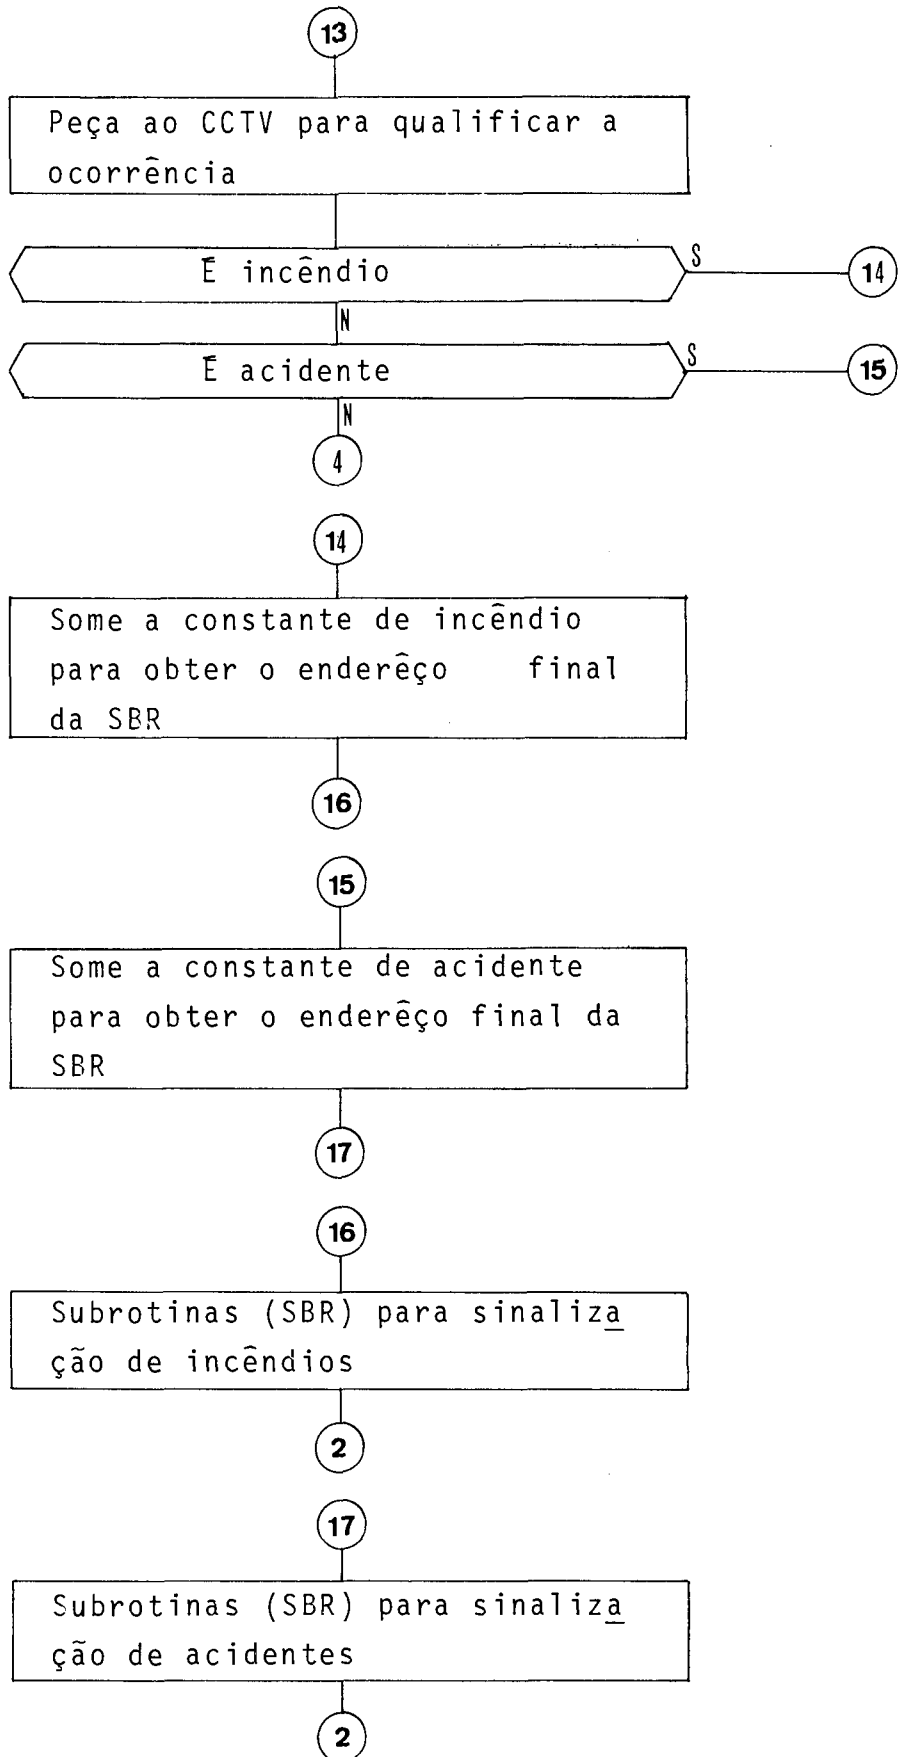 13
Peça ao CCTV para qualificar a
ocorrência
É incêndio
S
14
N
É acidente
S
15
N
4
14
Some a constante de incêndio
para obter o enderêço final
da SBR
16
15
Some a constante de acidente
para obter o enderêço final da
SBR
17
16
Subrotinas (SBR) para sinaliza
ção de incêndios
2
17
Subrotinas (SBR) para sinaliza
ção de acidentes
2